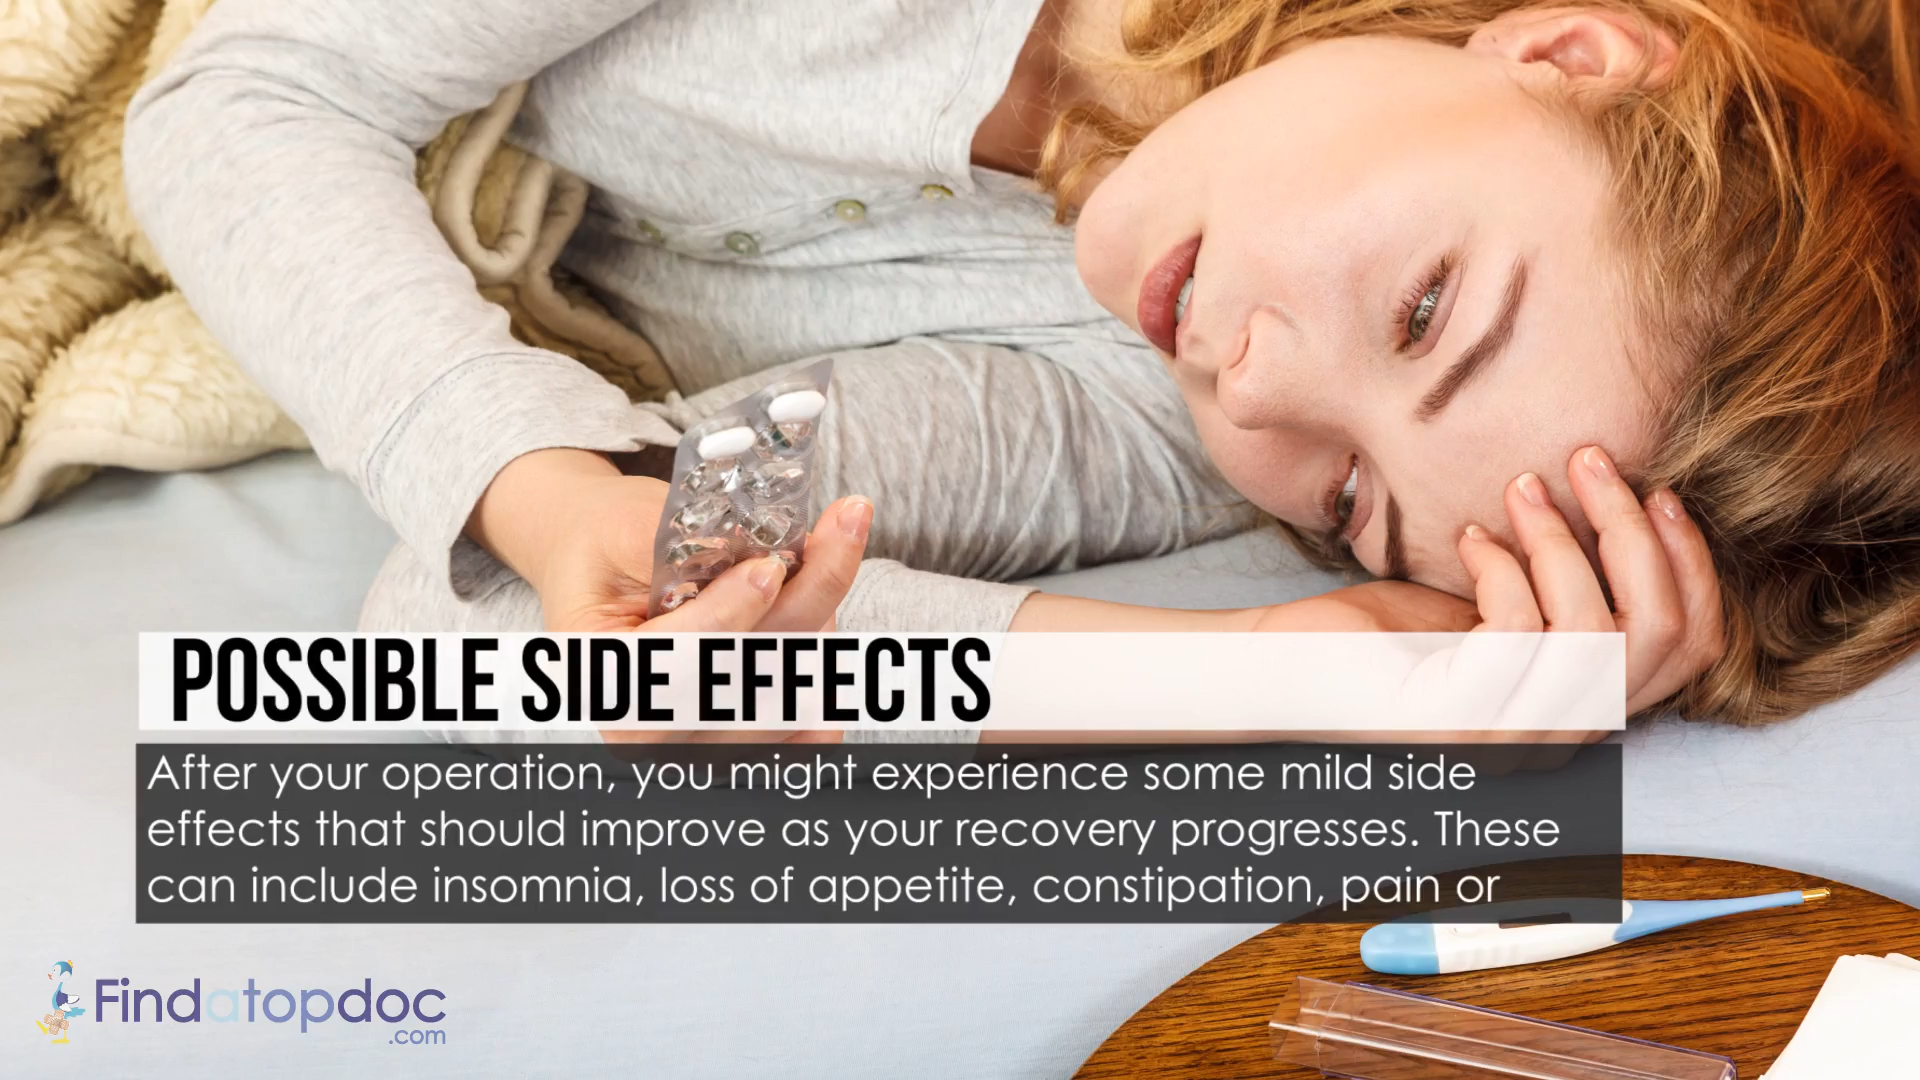 POSSIBLE SIDE EFFECTS
After your operation, you might experience some mild side
effects that should improve as your recovery progresses. These
can include insomnia, loss of appetite, constipation, pain or
Findatopdoc
.com